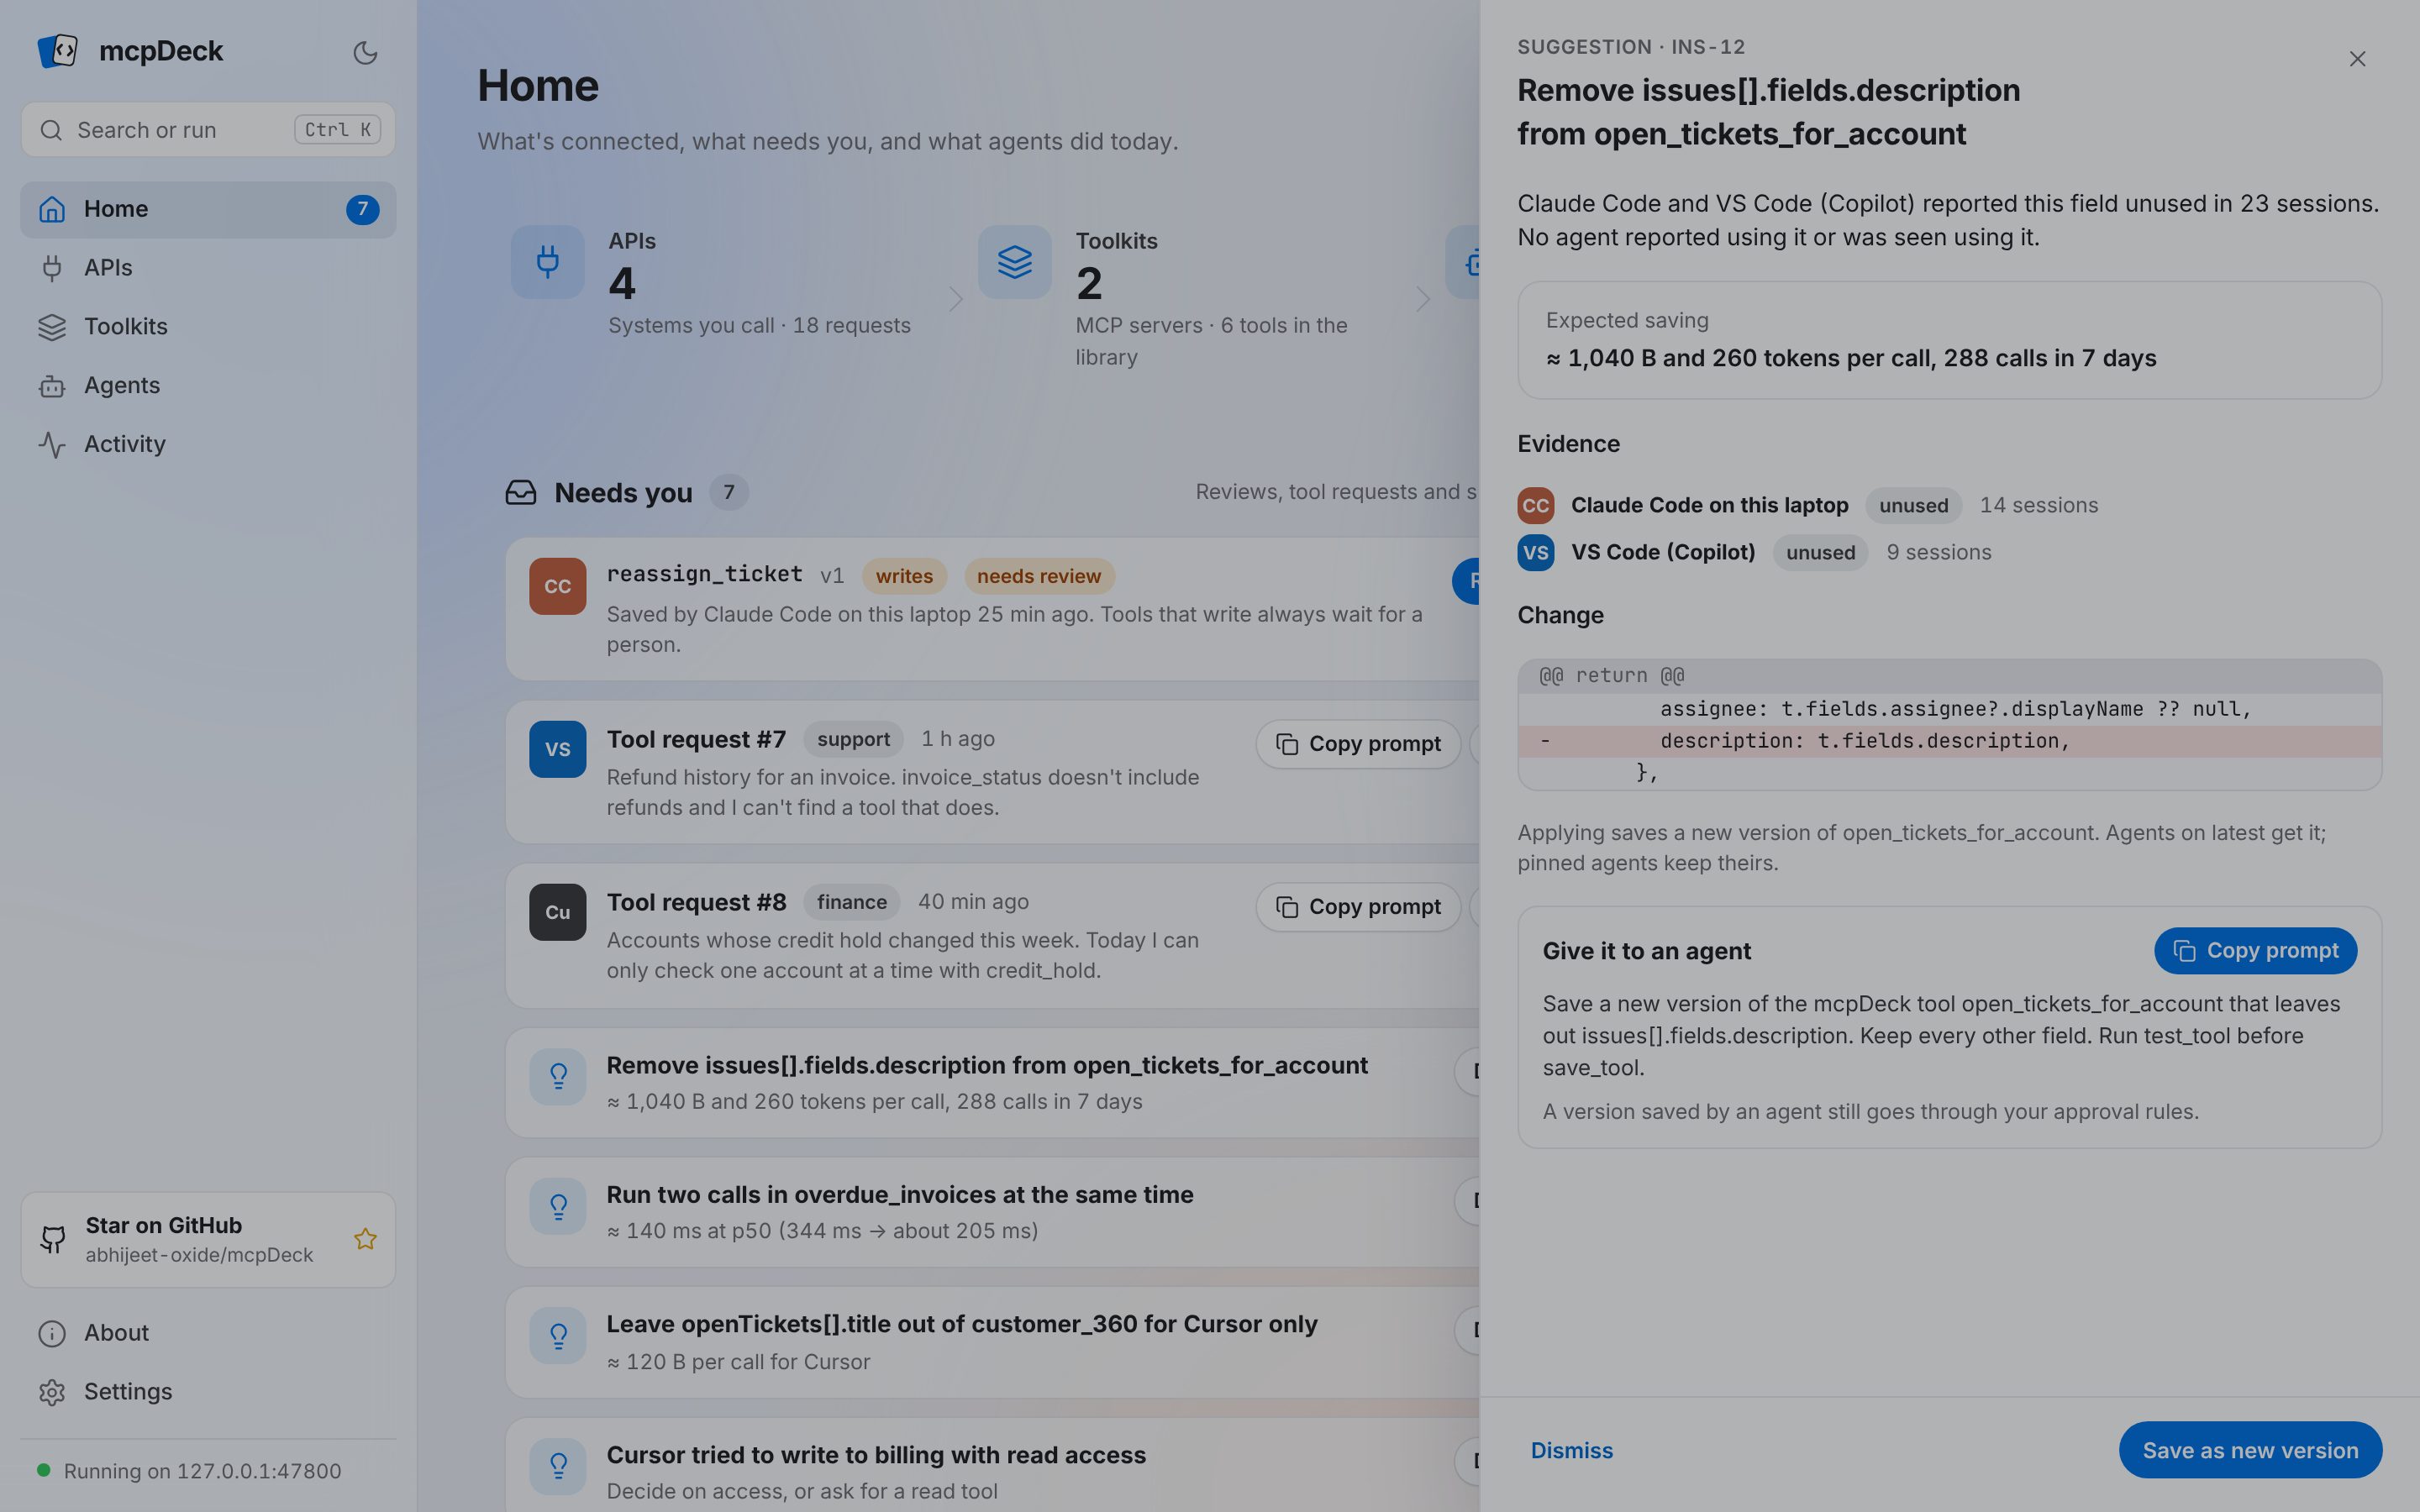 mcpDeck
Search or run
Ctrl K
Home
7
APIs
Toolkits
Agents
Activity
Star on GitHub
abhijeet-oxide/mcpDeck
About
Settings
Running on 127.0.0.1:47800
Home
What's connected, what needs you, and what agents did today.
APIs
4
Systems you call · 18 requests
Toolkits
2
MCP servers · 6 tools in the
library
Needs you
7
Reviews, tool requests and s
CC
reassign_ticket
v1
writes
needs review
Saved by Claude Code on this laptop 25 min ago. Tools that write always wait for a
person.
VS
Tool request #7
support
1 h ago
Copy prompt
Refund history for an invoice. invoice_status doesn't include
refunds and I can't find a tool that does.
Cu
Tool request #8
finance
40 min ago
Copy prompt
Accounts whose credit hold changed this week. Today I can
only check one account at a time with credit_hold.
Remove issues[].fields.description from open_tickets_for_account
≈ 1,040 B and 260 tokens per call, 288 calls in 7 days
Run two calls in overdue_invoices at the same time
≈ 140 ms at p50 (344 ms → about 205 ms)
Leave openTickets[].title out of customer_360 for Cursor only
≈ 120 B per call for Cursor
Cursor tried to write to billing with read access
Decide on access, or ask for a read tool
SUGGESTION · INS-12
Remove issues[].fields.description
from open_tickets_for_account
Claude Code and VS Code (Copilot) reported this field unused in 23 sessions.
No agent reported using it or was seen using it.
Expected saving
≈ 1,040 B and 260 tokens per call, 288 calls in 7 days
Evidence
CC
Claude Code on this laptop
unused
14 sessions
VS
VS Code (Copilot)
unused
9 sessions
Change
@@ return @@
assignee: t.fields.assignee?.displayName ?? null,
- description: t.fields.description,
},
Applying saves a new version of open_tickets_for_account. Agents on latest get it;
pinned agents keep theirs.
Give it to an agent
Copy prompt
Save a new version of the mcpDeck tool open_tickets_for_account that leaves
out issues[].fields.description. Keep every other field. Run test_tool before
save_tool.
A version saved by an agent still goes through your approval rules.
Dismiss
Save as new version